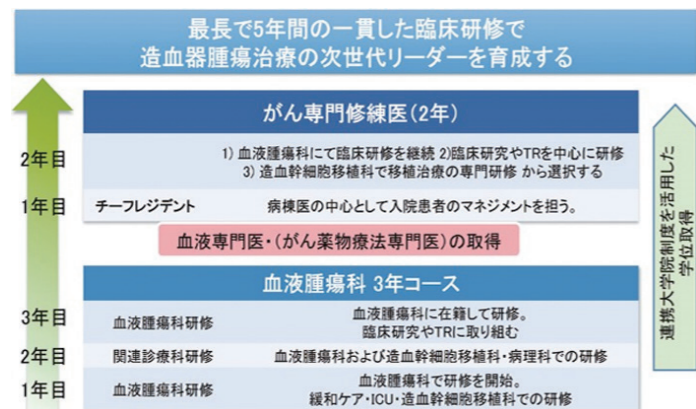 最長で5年間の一貫した臨床研修で
造血器腫瘍治療の次世代リーダーを育成する
がん専門修練医(2年)
2年目
1) 血液腫瘍科にて臨床研修を継続 2)臨床研究やTRを中心に研修
3) 造血幹細胞移植科で移植治療の専門研修 から選択する
1年目 チーフレジデント 病棟医の中心として入院患者のマネジメントを担う。
血液専門医・(がん薬物療法専門医)の取得
血液腫瘍科 3年コース
3年目 血液腫瘍科研修 血液腫瘍科に在籍して研修。
臨床研究やTRに取り組む
2年目 関連診療科研修 血液腫瘍科および造血幹細胞移植科・病理科での研修
1年目 血液腫瘍科研修 血液腫瘍科で研修を開始。
緩和ケア・ICU・造血幹細胞移植科での研修
連携大学院制度を活用した
学位取得